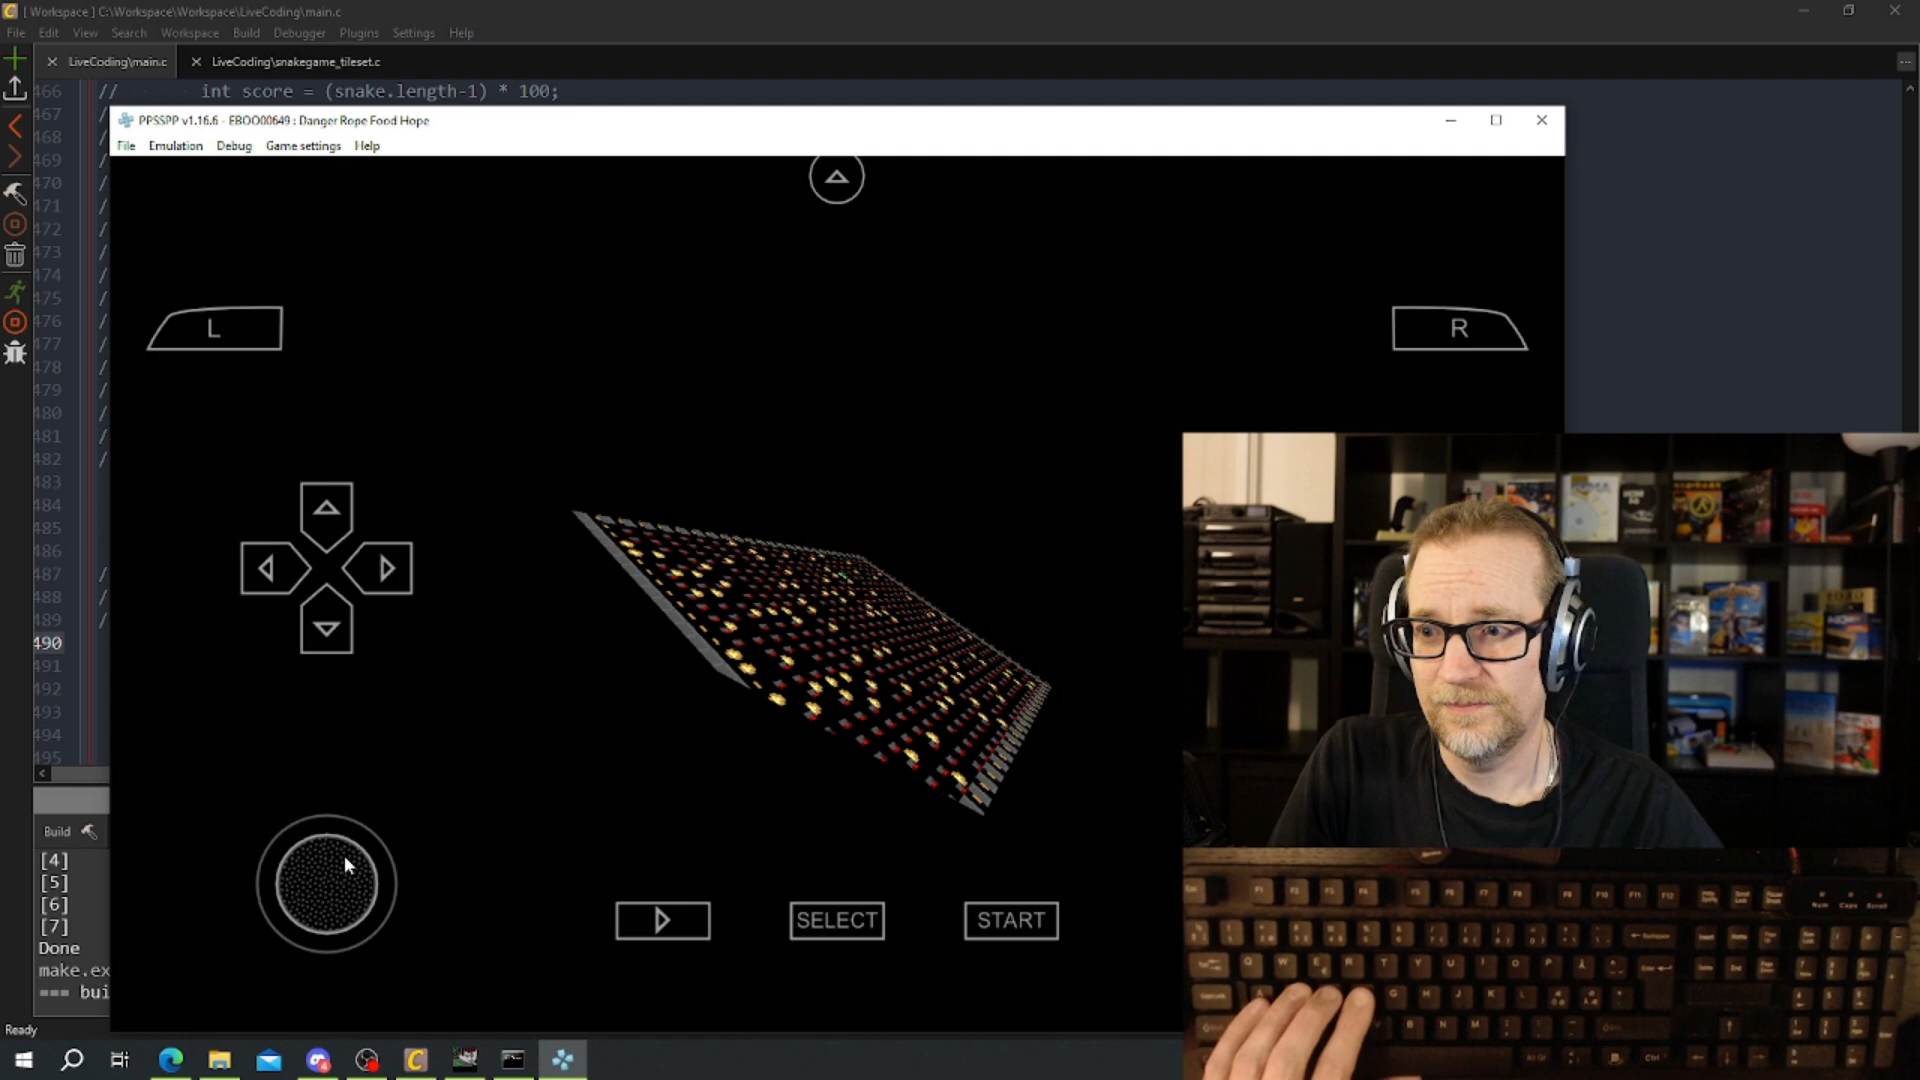 [ Workspace ] C:\Workspace\Workspace\LiveCoding\main.c
File Edit View Search Workspace Build Debugger Plugins Settings Help
LiveCoding\main.c LiveCoding\snakegame_tileset.c
466 // int score = (snake.length-1) * 100;
467 /
468 /
469 /
470 /
471 /
472 /
473 /
474 /
475 /
476 /
477 /
478 /
479 /
480 /
481 /
482 /
483
484
485
486
487 /
488 /
489 /
490
491
492
493
494
495
PPSSPP v1.16.6 - EBOO00649 : Danger Rope Food Hope
File Emulation Debug Game settings Help
L
R
SELECT
START
Build
[4]
[5]
[6]
[7]
Done
make.ex
=== bui
Ready